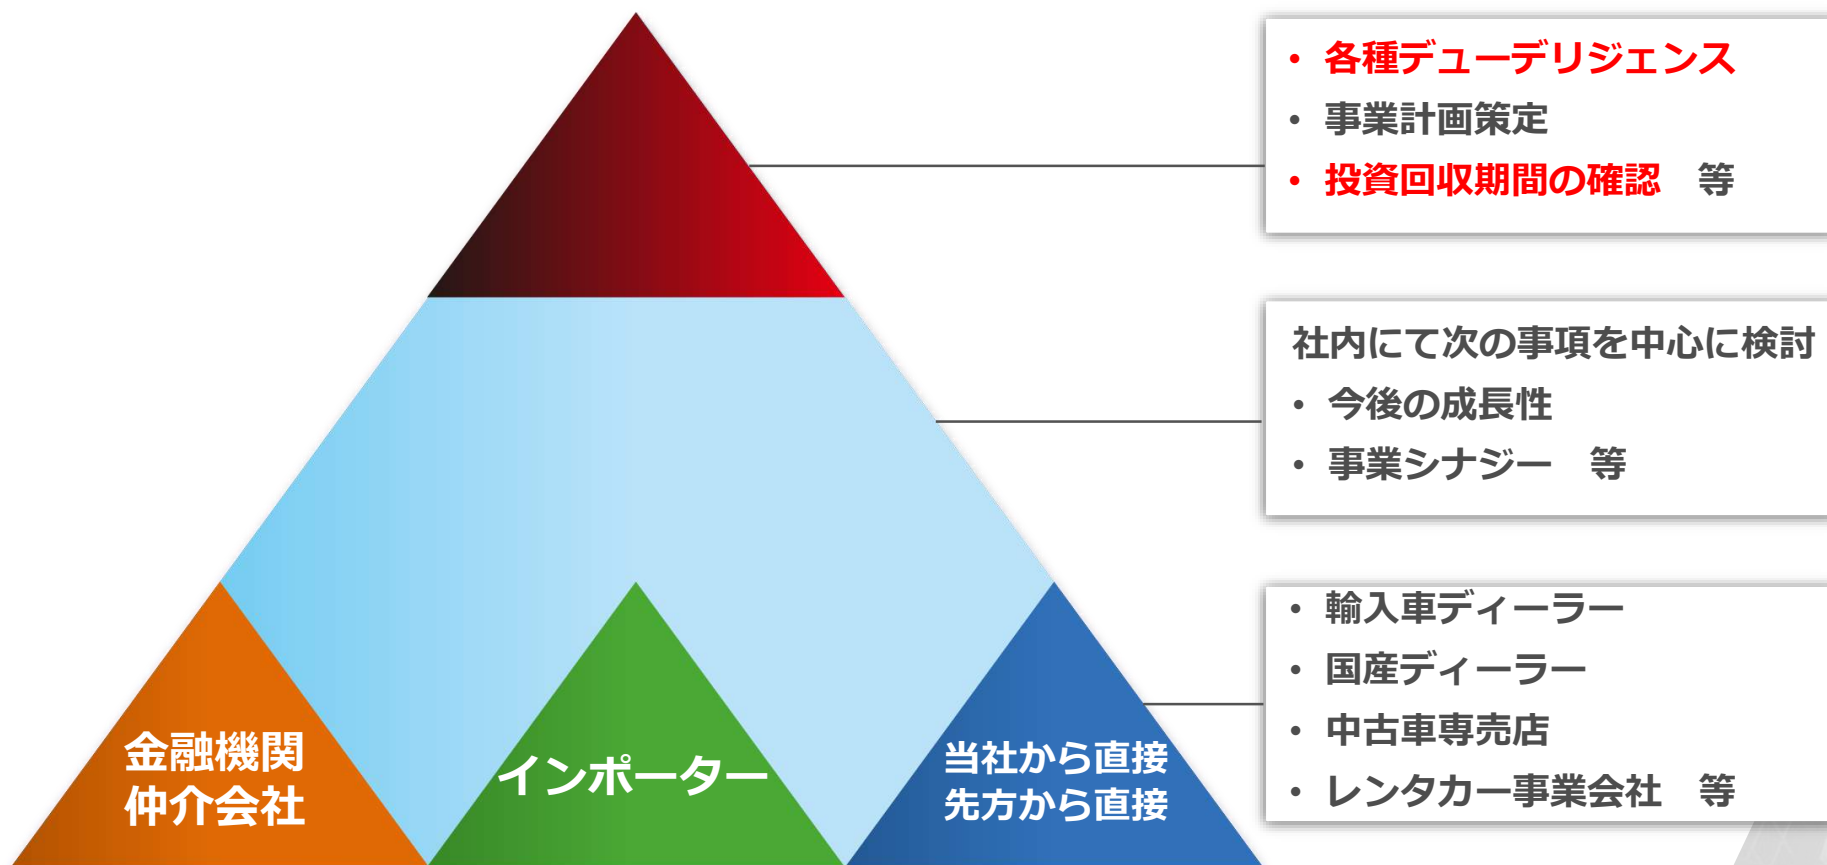 • 各種デューデリジェンス
• 事業計画策定
• 投資回収期間の確認　等
社内にて次の事項を中心に検討
• 今後の成長性
• 事業シナジー　等
• 輸入車ディーラー
• 国産ディーラー
• 中古車専売店
• レンタカー事業会社　等
金融機関
仲介会社
インポーター
当社から直接
先方から直接